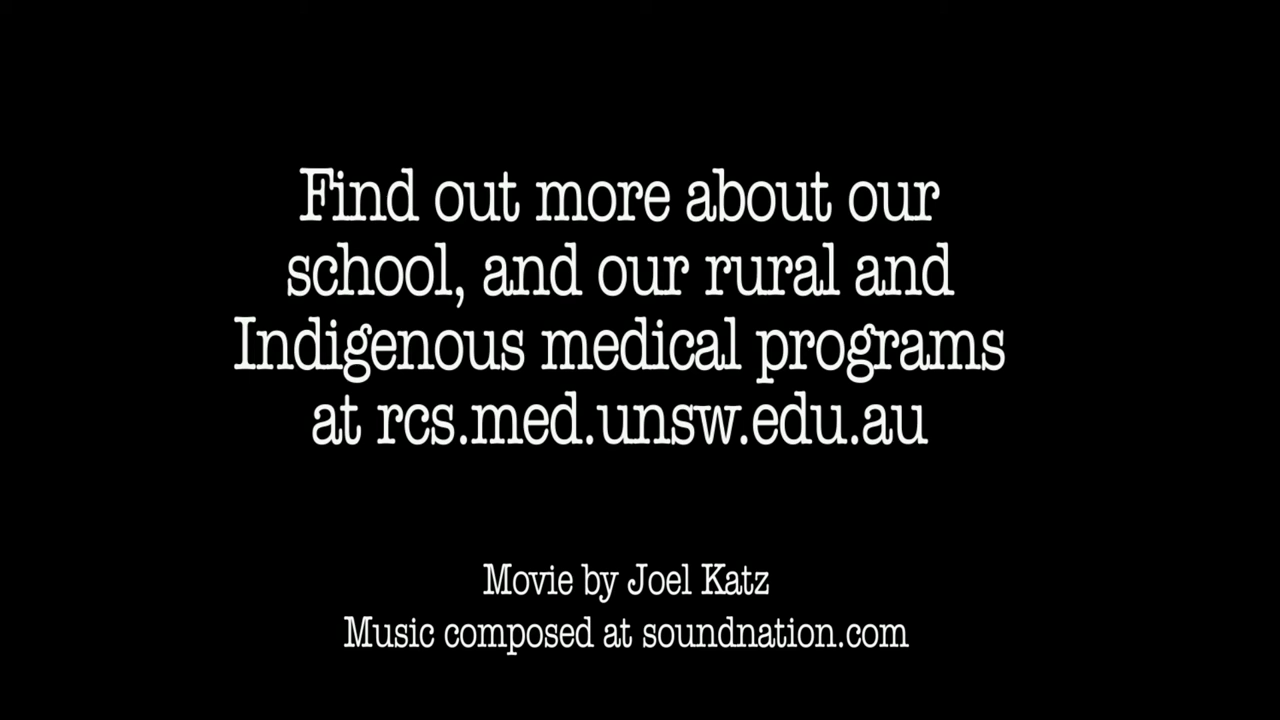 Find out more about our
school, and our rural and
Indigenous medical programs
at rcs.med.unsw.edu.au
Movie by Joel Katz
Music composed at soundnation.com